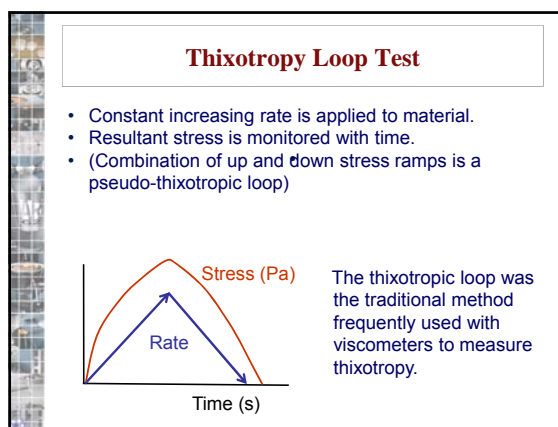 Thixotropy Loop Test
• Constant increasing rate is applied to material.
• Resultant stress is monitored with time.
• (Combination of up and down stress ramps is a
pseudo-thixotropic loop)
Stress (Pa)
Rate
Time (s)
The thixotropic loop was
the traditional method
frequently used with
viscometers to measure
thixotropy.